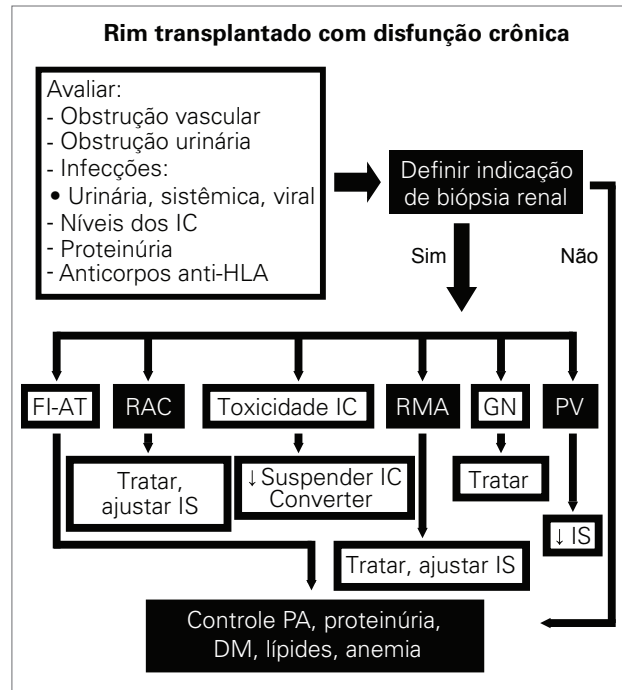 Rim transplantado com disfunção crônica
Avaliar:
- Obstrução vascular
- Obstrução urinária
- Infecções:
• Urinária, sistêmica, viral
- Níveis dos IC
- Proteinúria
- Anticorpos anti-HLA
Definir indicação
de biópsia renal
Sim
Não
FI-AT
RAC
Toxicidade IC
RMA
GN
PV
Tratar,
ajustar IS
↓Suspender IC
Converter
Tratar
↓ IS
Tratar, ajustar IS
Controle PA, proteinúria,
DM, lípides, anemia